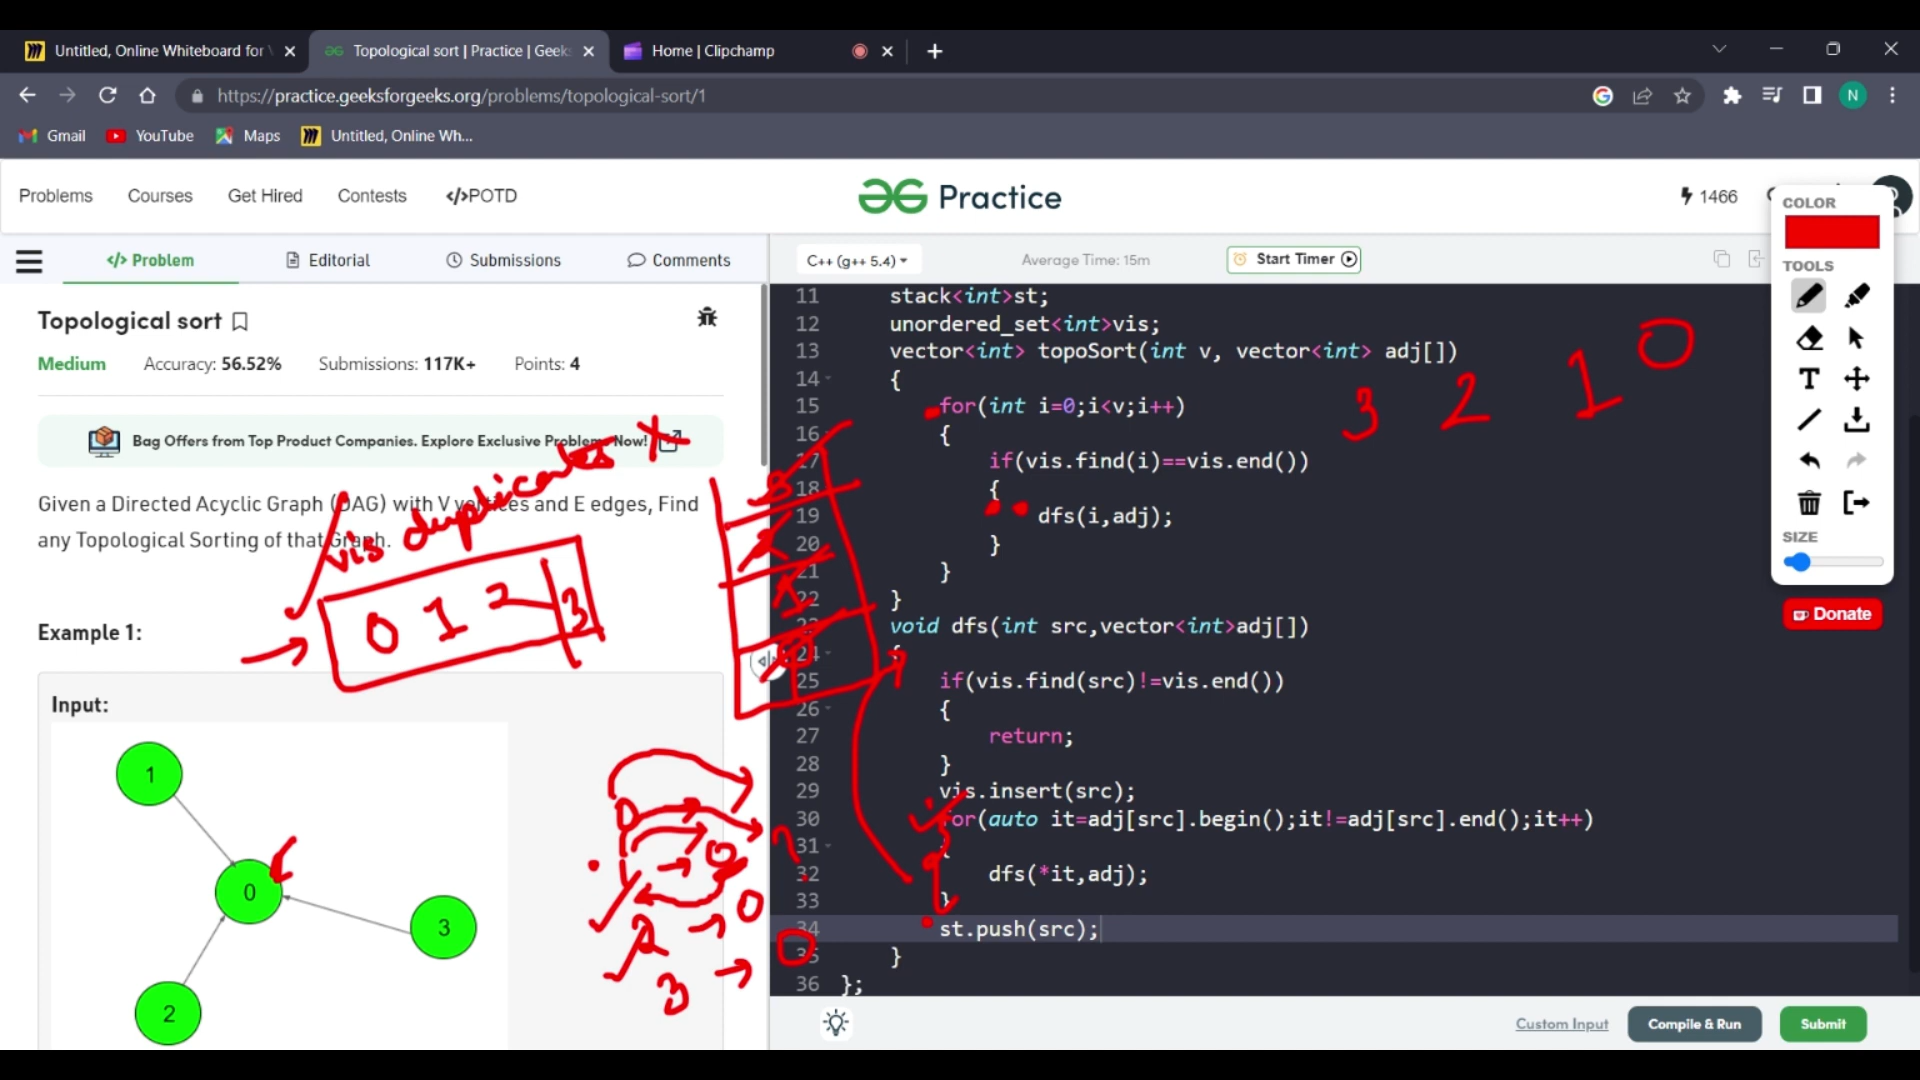 Untitled, Online Whiteboard for V
Topological sort | Practice | Geek
Home | Clipchamp
https://practice.geeksforgeeks.org/problems/topological-sort/1
N
Gmail
YouTube
Maps
Untitled, Online Wh...
Problems
Courses
Get Hired
Contests
</>POTD
Practice
1466
</> Problem
Editorial
Submissions
Comments
C++ (g++ 5.4)
Average Time: 15m
Start Timer
Topological sort
Medium
Accuracy: 56.52%
Submissions: 117K+
Points: 4
Bag Offers from Top Product Companies. Explore Exclusive Problems Now!
Given a Directed Acyclic Graph (DAG) with V vertices and E edges, Find
any Topological Sorting of that Graph.
vis duplicates X
0 1 2 3
Example 1:
Input:
1
0
3
2
2 → 0
3 → 0
11 stack<int>st;
12 unordered_set<int>vis;
13 vector<int> topoSort(int v, vector<int> adj[])
14 {
15 for(int i=0;i<v;i++)
16 {
17 if(vis.find(i)==vis.end())
18 {
19 dfs(i,adj);
20 }
21 }
22 }
23 void dfs(int src,vector<int>adj[])
24 {
25 if(vis.find(src)!=vis.end())
26 {
27 return;
28 }
29 vis.insert(src);
30 for(auto it=adj[src].begin();it!=adj[src].end();it++)
31 {
32 dfs(*it,adj);
33 }
34 st.push(src);
35 }
36 };
3 2 1 0
COLOR
TOOLS
T
SIZE
Donate
Custom Input
Compile & Run
Submit